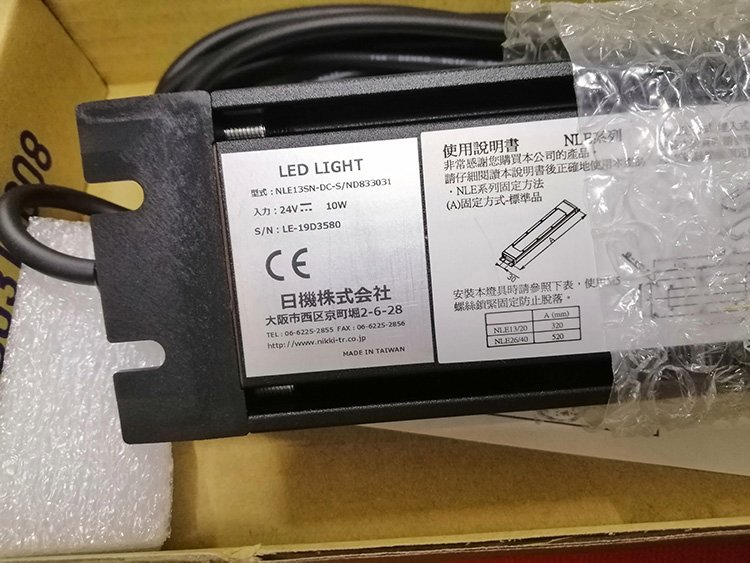 LED LIGHT
型式：NLE13SN-DC-S/ND833031
入力：24V⎓ 10W
S/N：LE-19D3580
CE
日機株式会社
大阪市西区京町堀2-6-28
TEL：06-6225-2855 FAX：06-6225-2856
http://www.nikki-tr.co.jp
MADE IN TAIWAN
使用說明書 NLE系列
非常感謝您購買本公司的產品，
請仔細閱讀本說明書後正確地使用本
・NLE系列固定方法
(A)固定方式-標準品
A
30
安裝本燈具時請參照下表，使用M5
螺絲鎖緊固定防止脫落。
A (mm)
NLE13/20 320
NLE26/40 520